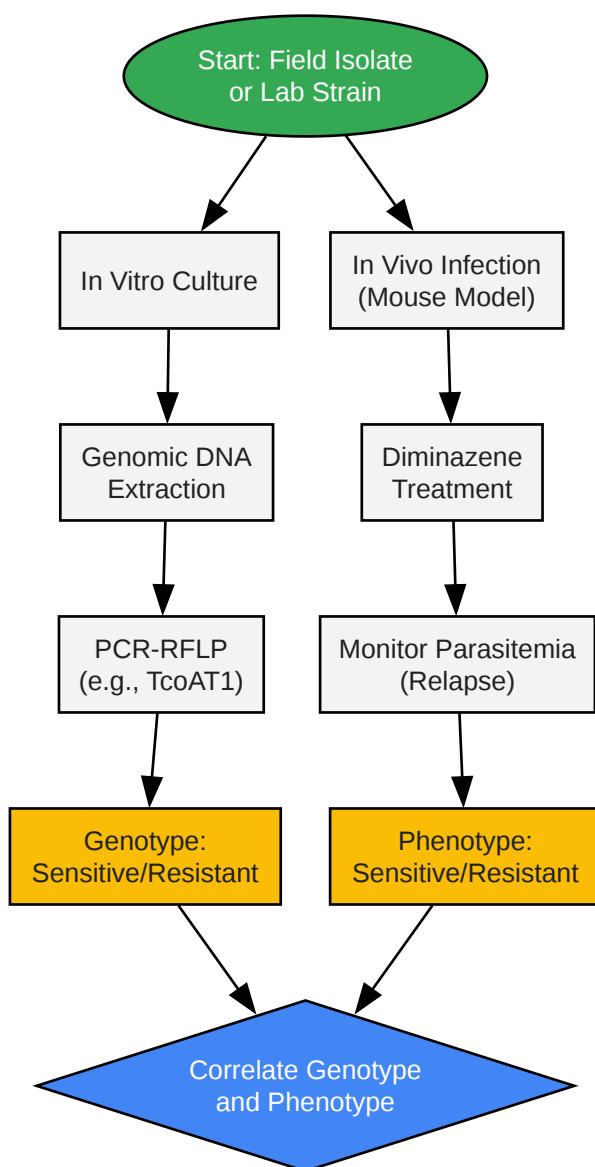 Start: Field Isolate
or Lab Strain
In Vitro Culture
In Vivo Infection
(Mouse Model)
Genomic DNA
Extraction
Diminazene
Treatment
PCR-RFLP
(e.g., TcoAT1)
Monitor Parasitemia
(Relapse)
Genotype:
Sensitive/Resistant
Phenotype:
Sensitive/Resistant
Correlate Genotype
and Phenotype